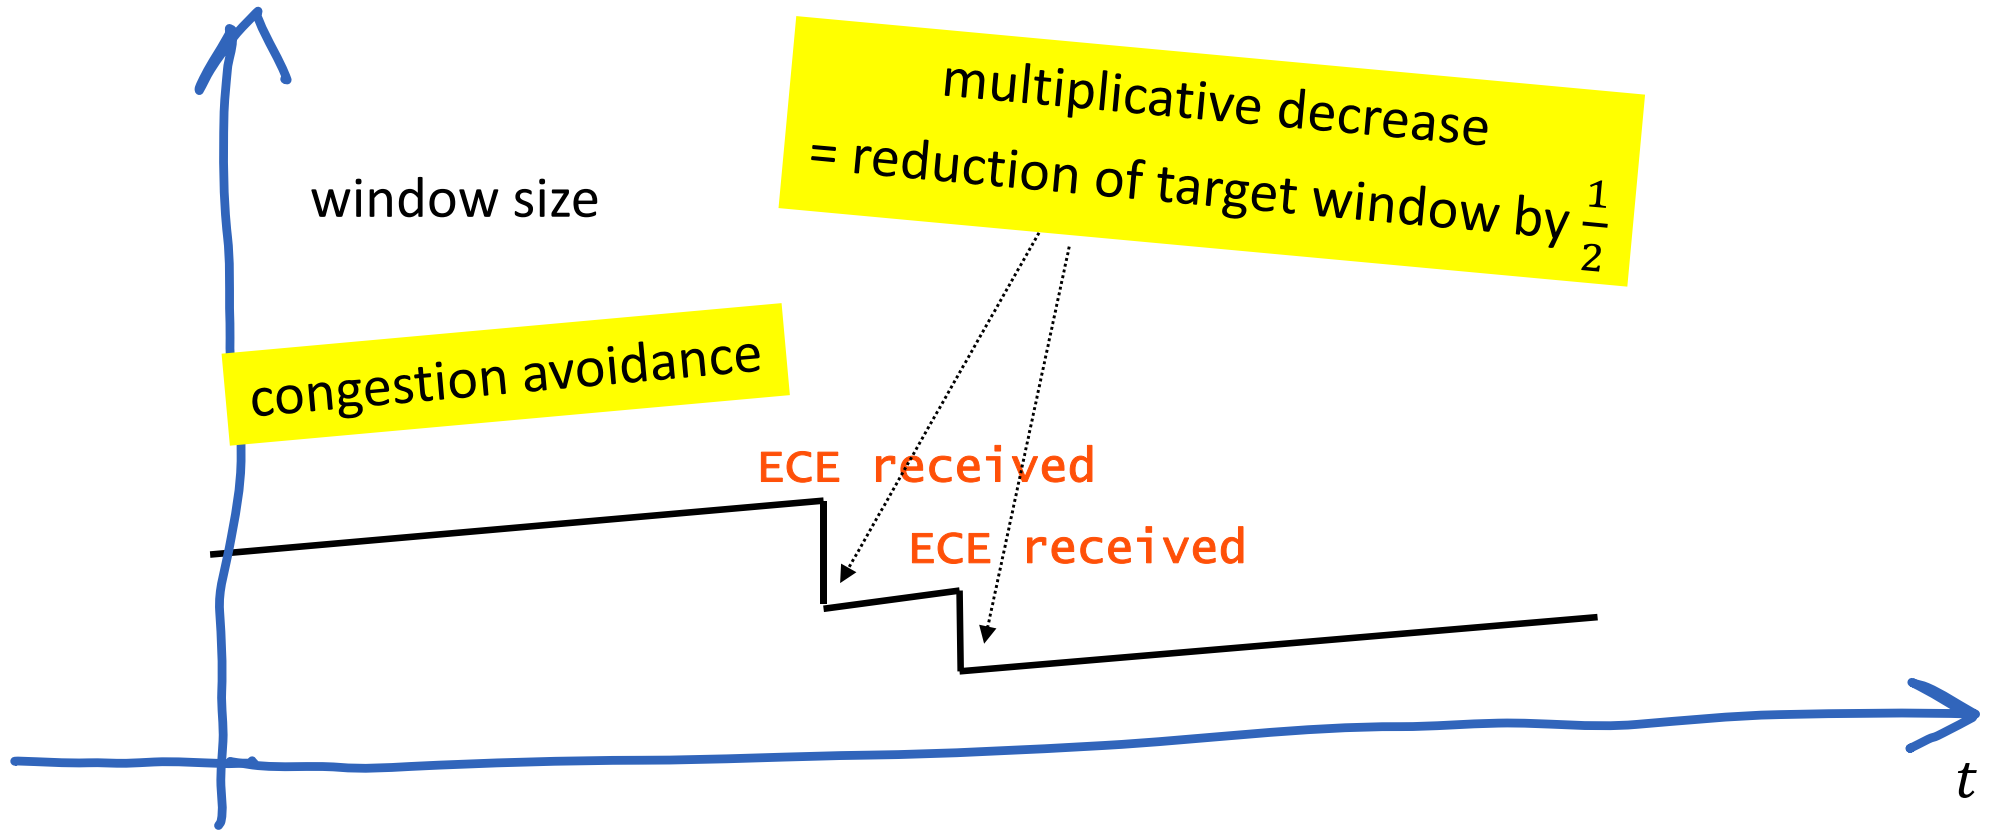 multiplicative decrease
= reduction of target window by 1/2
window size
congestion avoidance
ECE received
ECE received
t